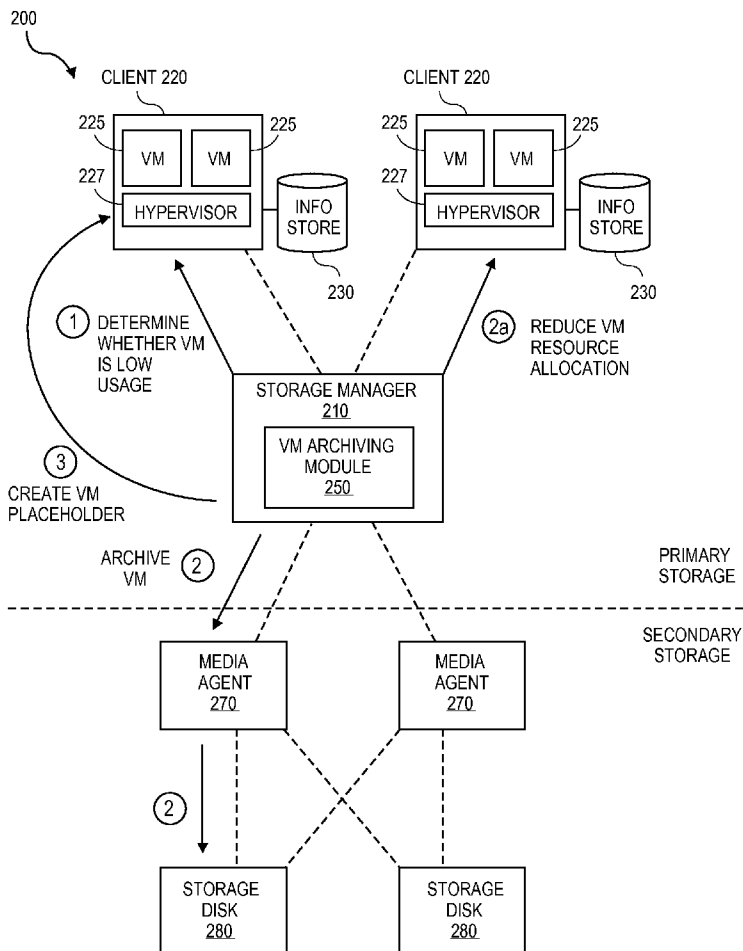 200
CLIENT 220
CLIENT 220
225
225
225
225
VM
VM
VM
VM
227
227
HYPERVISOR
HYPERVISOR
INFO
STORE
INFO
STORE
230
230
1
DETERMINE
WHETHER VM
IS LOW
USAGE
2a
REDUCE VM
RESOURCE
ALLOCATION
STORAGE MANAGER
210
VM ARCHIVING
MODULE
250
3
CREATE VM
PLACEHOLDER
ARCHIVE
VM
2
PRIMARY
STORAGE
SECONDARY
STORAGE
MEDIA
AGENT
270
MEDIA
AGENT
270
2
STORAGE
DISK
280
STORAGE
DISK
280